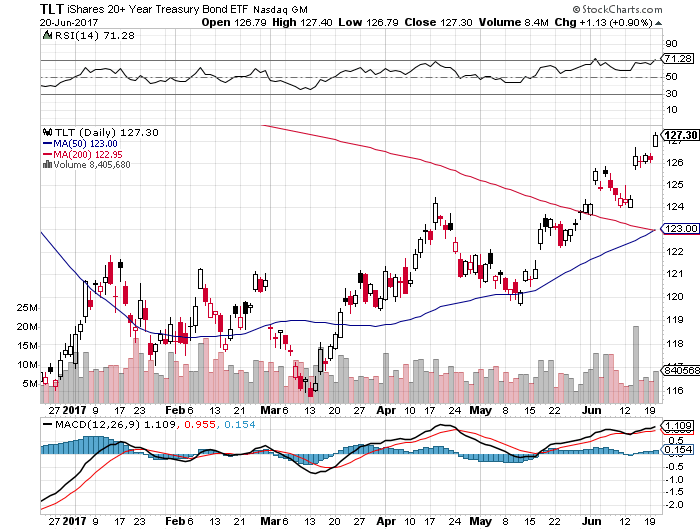 TLT iShares 20+ Year Treasury Bond ETF Nasdaq GM © StockCharts.com
20-Jun-2017 Open 126.79 High 127.40 Low 126.79 Close 127.30 Volume 8.4M Chg +1.13 (+0.90%)
RSI(14) 71.28
90
71.28
50
30
10
TLT (Daily) 127.30
MA(50) 123.00
MA(200) 122.95
Volume 8,405,680
127.30
127
126
125
124
123.00
122
121
120
119
118
117
116
25M
20M
15M
10M
5M
8405680
27 2017 9 17 23 Feb 6 13 21 Mar 6 13 20 27 Apr 10 17 24 May 8 15 22 Jun 12 19
MACD(12,26,9) 1.109, 0.955, 0.154
1.109
0.5
0.154
-0.5
-1.0
-1.5
-2.0
27 2017 9 17 23 Feb 6 13 21 Mar 6 13 20 27 Apr 10 17 24 May 8 15 22 Jun 12 19